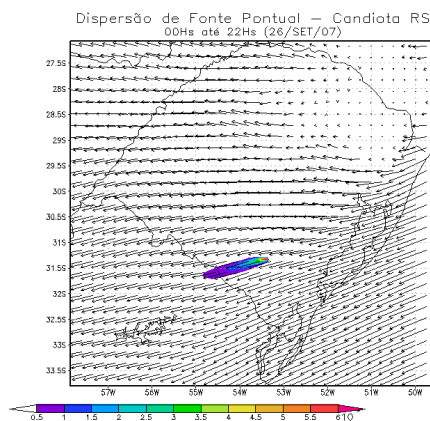 Dispersão de Fonte Pontual – Candiota RS
00Hs até 22Hs (26/SET/07)
27.5S
28S
28.5S
29S
29.5S
30S
30.5S
31S
31.5S
32S
32.5S
33S
33.5S
57W 56W 55W 54W 53W 52W 51W 50W
0.5 1 1.5 2 2.5 3 3.5 4 4.5 5 5.5 610